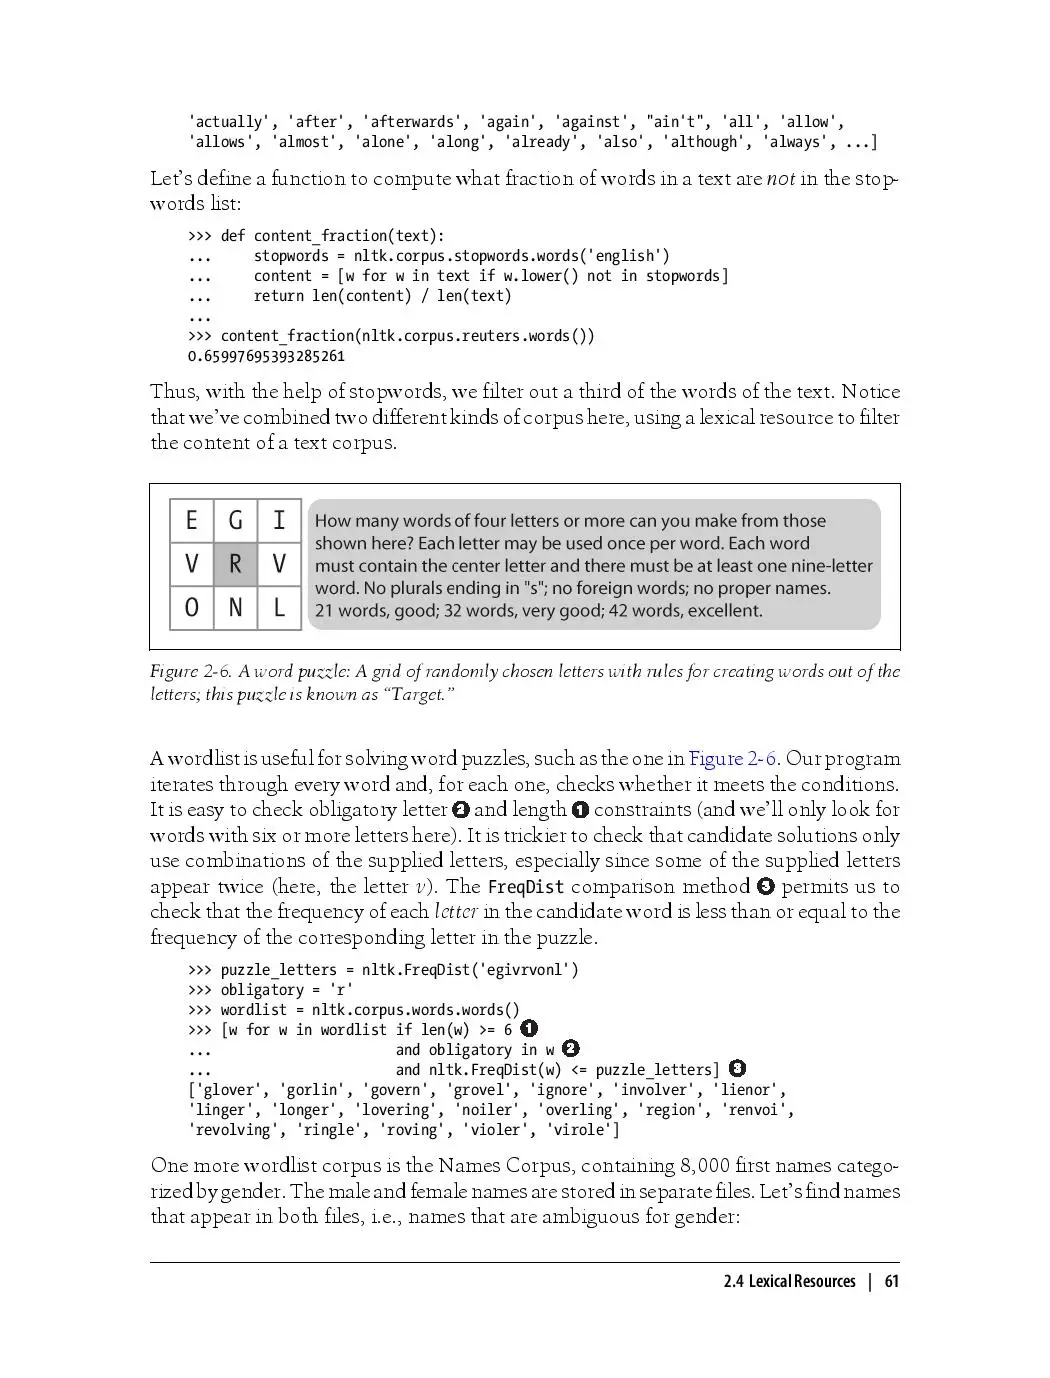 'actually', 'after', 'afterwards', 'again', 'against', "ain't", 'all', 'allow',
'allows', 'almost', 'alone', 'along', 'already', 'also', 'although', 'always', ...]
Let's define a function to compute what fraction of words in a text are not in the stop-
words list:
>>> def content_fraction(text):
...     stopwords = nltk.corpus.stopwords.words('english')
...     content = [w for w in text if w.lower() not in stopwords]
...     return len(content) / len(text)
...
>>> content_fraction(nltk.corpus.reuters.words())
0.65997695393285261
Thus, with the help of stopwords, we filter out a third of the words of the text. Notice
that we've combined two different kinds of corpus here, using a lexical resource to filter
the content of a text corpus.
E G I
V R V
O N L
How many words of four letters or more can you make from those
shown here? Each letter may be used once per word. Each word
must contain the center letter and there must be at least one nine-letter
word. No plurals ending in "s"; no foreign words; no proper names.
21 words, good; 32 words, very good; 42 words, excellent.
Figure 2-6. A word puzzle: A grid of randomly chosen letters with rules for creating words out of the
letters; this puzzle is known as “Target.”
A wordlist is useful for solving word puzzles, such as the one in Figure 2-6. Our program
iterates through every word and, for each one, checks whether it meets the conditions.
It is easy to check obligatory letter ❷ and length ❶ constraints (and we'll only look for
words with six or more letters here). It is trickier to check that candidate solutions only
use combinations of the supplied letters, especially since some of the supplied letters
appear twice (here, the letter v). The FreqDist comparison method ❸ permits us to
check that the frequency of each letter in the candidate word is less than or equal to the
frequency of the corresponding letter in the puzzle.
>>> puzzle_letters = nltk.FreqDist('egivrvonl')
>>> obligatory = 'r'
>>> wordlist = nltk.corpus.words.words()
>>> [w for w in wordlist if len(w) >= 6 ❶
...                      and obligatory in w ❷
...                      and nltk.FreqDist(w) <= puzzle_letters] ❸
['glover', 'gorlin', 'govern', 'grovel', 'ignore', 'involver', 'lienor',
'linger', 'longer', 'lovering', 'noiler', 'overling', 'region', 'renvoi',
'revolving', 'ringle', 'roving', 'violer', 'virole']
One more wordlist corpus is the Names Corpus, containing 8,000 first names catego-
rized by gender. The male and female names are stored in separate files. Let's find names
that appear in both files, i.e., names that are ambiguous for gender:
2.4 Lexical Resources | 61